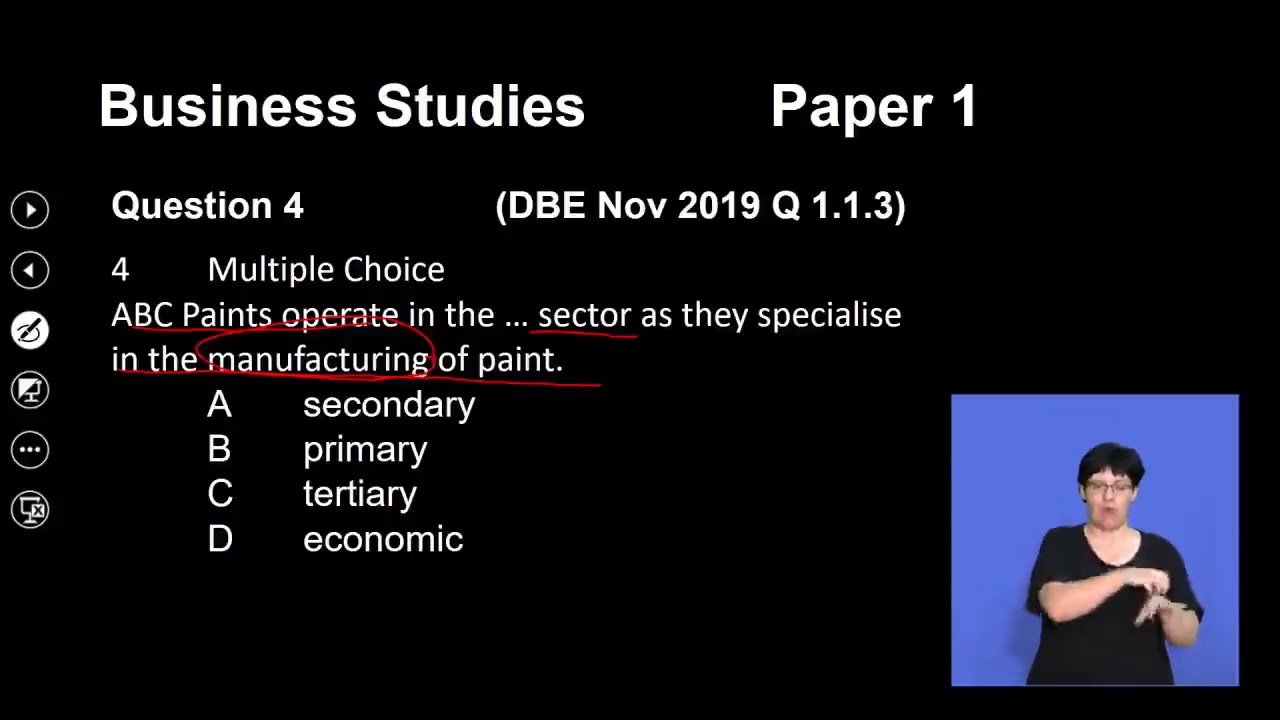 Business Studies Paper 1
Question 4 (DBE Nov 2019 Q 1.1.3)
4 Multiple Choice
ABC Paints operate in the ... sector as they specialise
in the manufacturing of paint.
A secondary
B primary
C tertiary
D economic